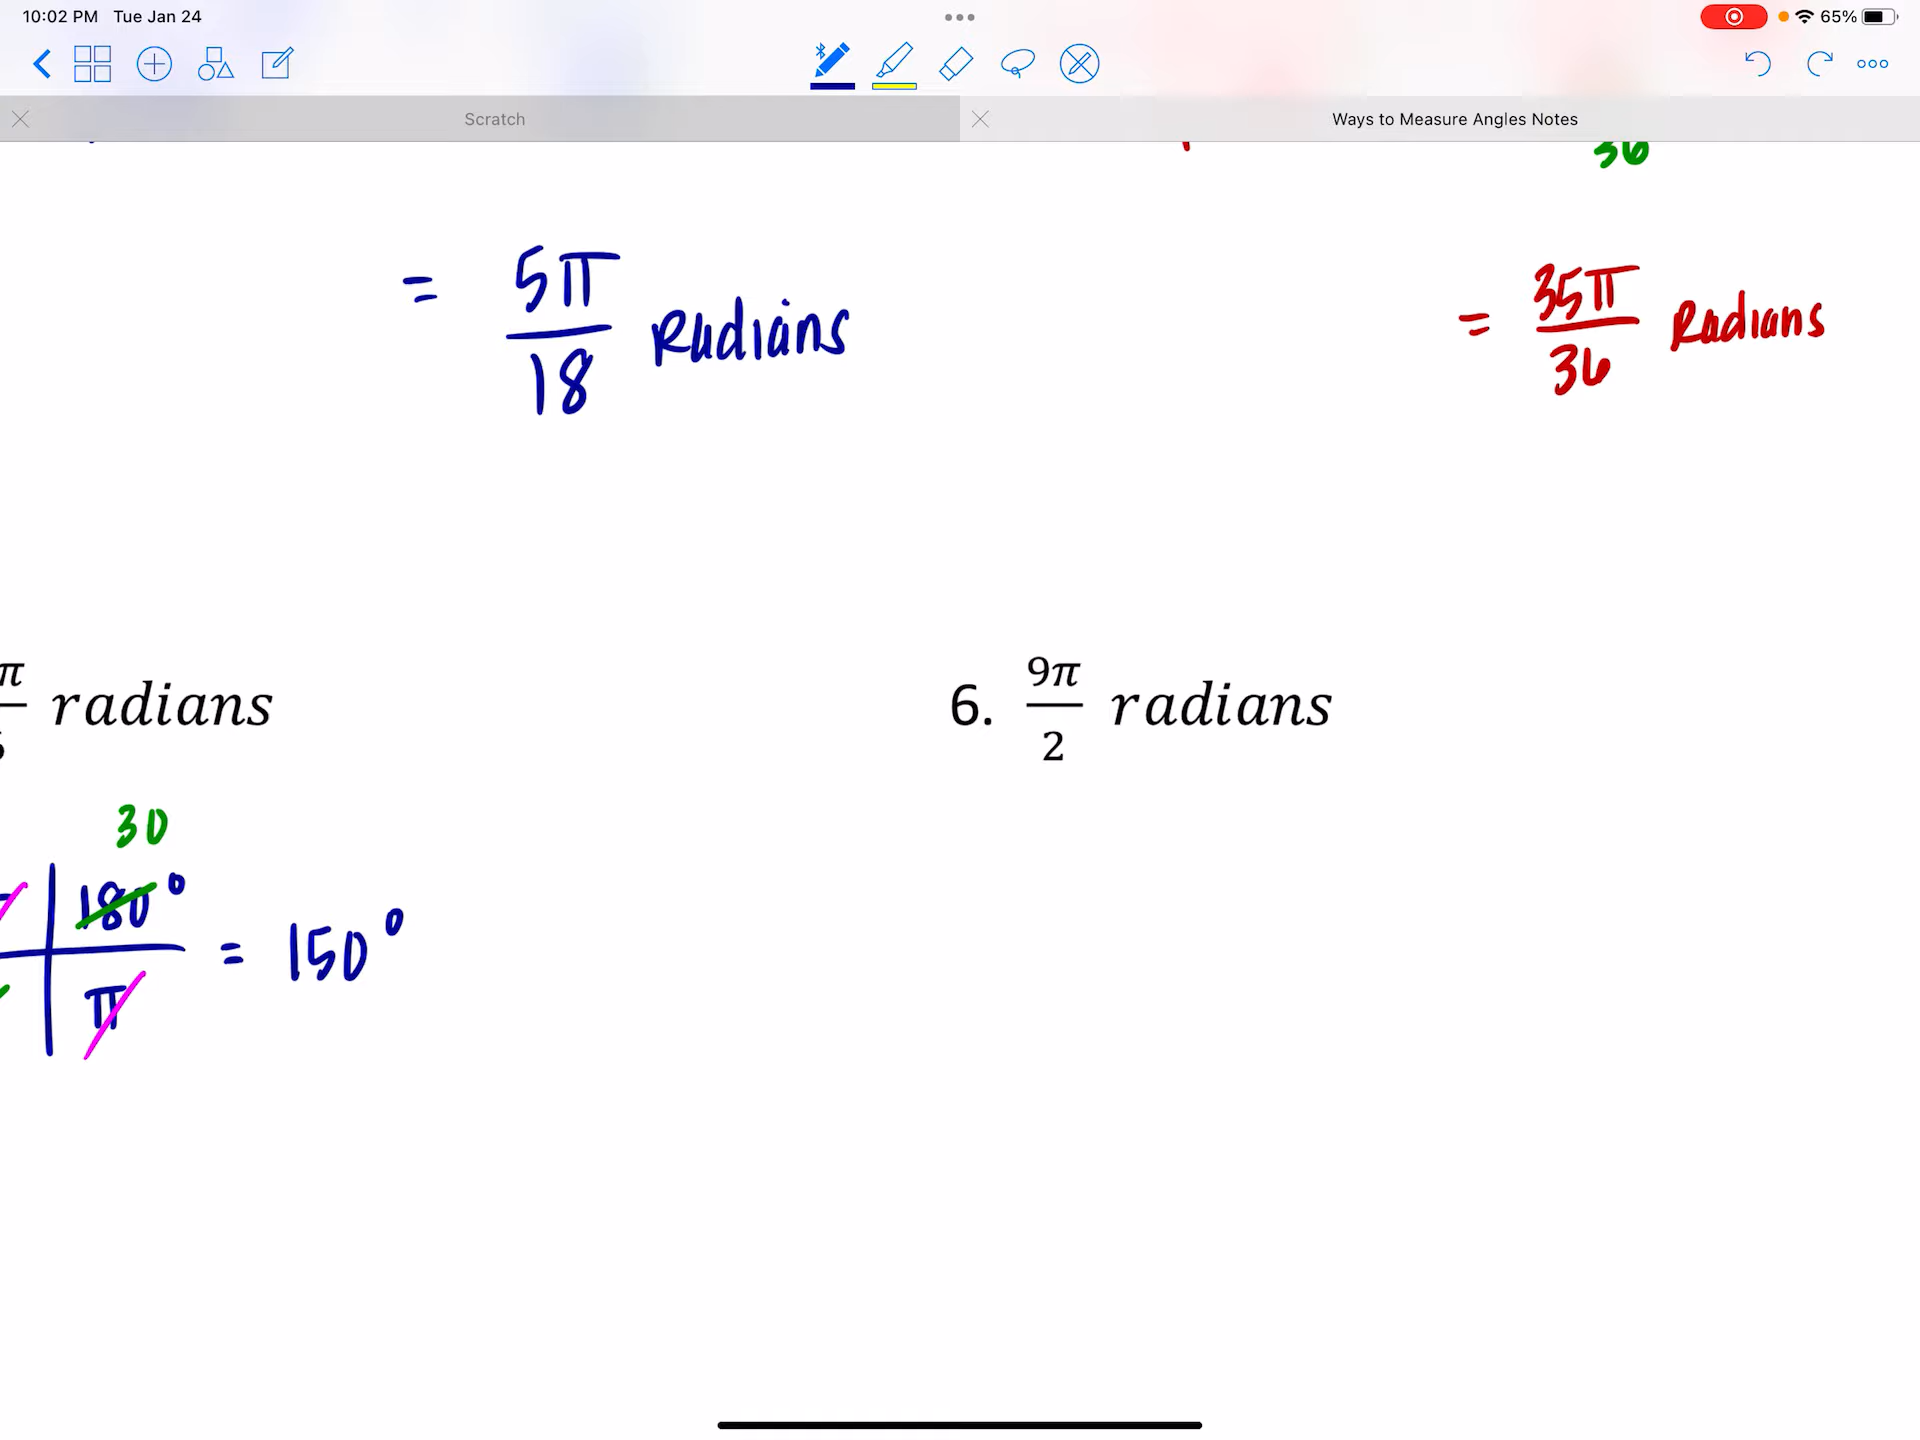 10:02 PM Tue Jan 24
65%
Scratch
Ways to Measure Angles Notes
36
= 5π/18 Radians
= 35π/36 Radians
π radians
6. 9π/2 radians
30
180° = 150°
π